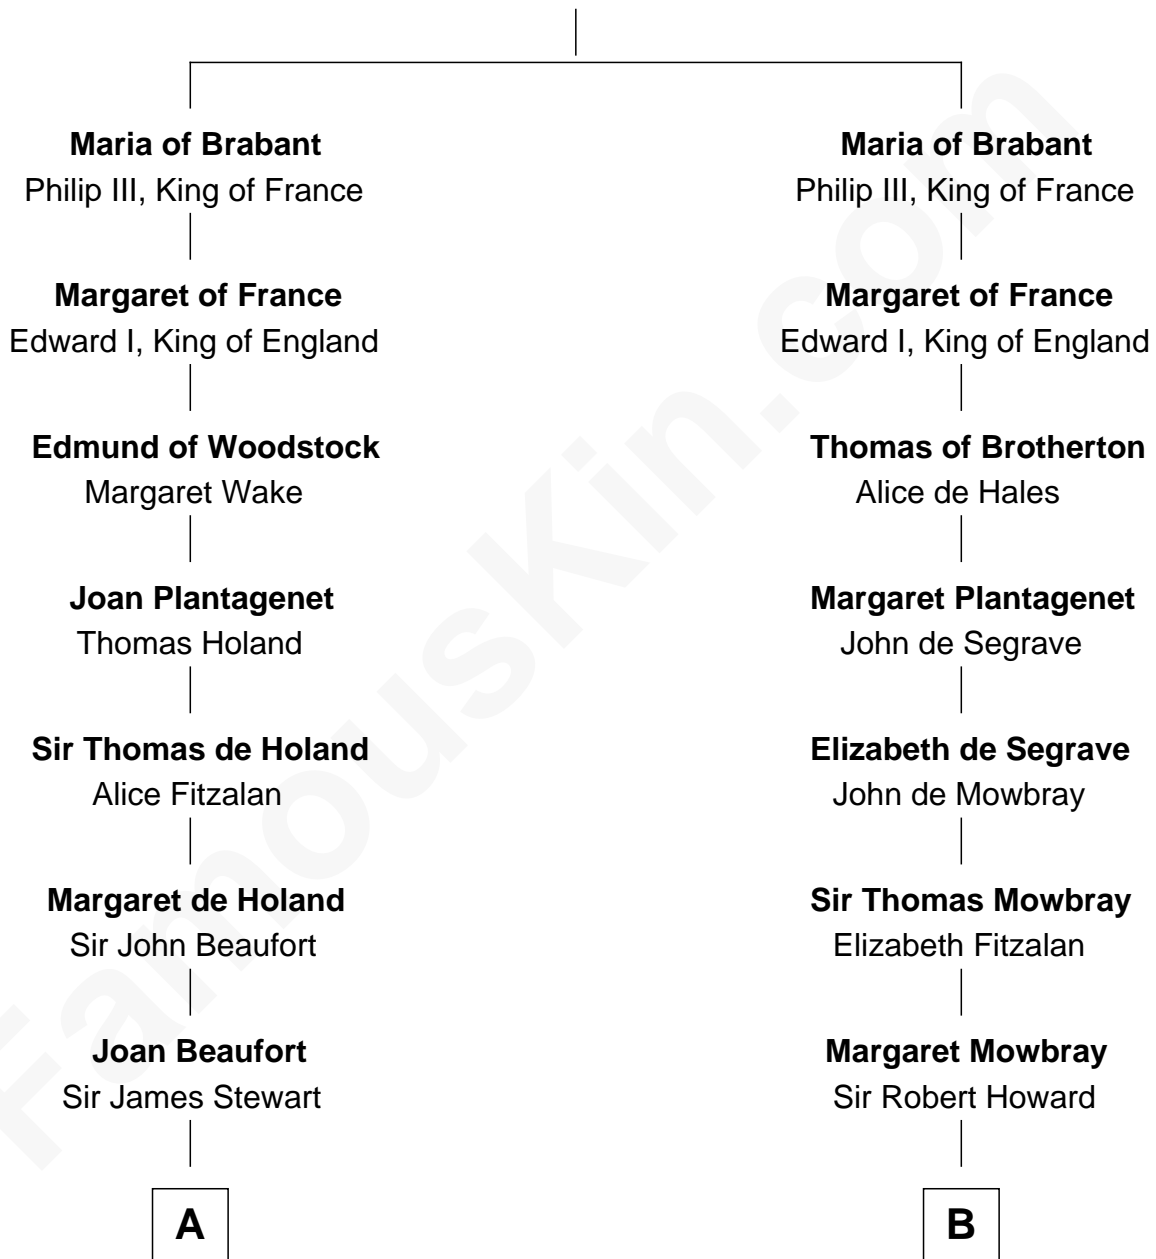 Maria of Brabant
Philip III, King of France
Margaret of France
Edward I, King of England
Edmund of Woodstock
Margaret Wake
Joan Plantagenet
Thomas Holand
Sir Thomas de Holand
Alice Fitzalan
Margaret de Holand
Sir John Beaufort
Joan Beaufort
Sir James Stewart
A
Maria of Brabant
Philip III, King of France
Margaret of France
Edward I, King of England
Thomas of Brotherton
Alice de Hales
Margaret Plantagenet
John de Segrave
Elizabeth de Segrave
John de Mowbray
Sir Thomas Mowbray
Elizabeth Fitzalan
Margaret Mowbray
Sir Robert Howard
B
FamousKin.com